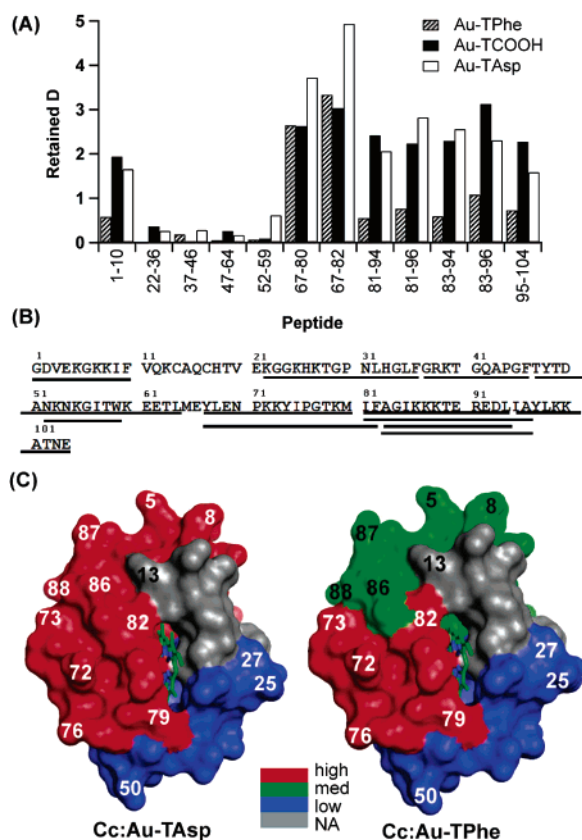 (A)
Au-TPhe
Au-TCOOH
Au-TAsp
Retained D
5
4
3
2
1
0
1-10 22-36 37-46 47-64 52-59 67-80 67-82 81-94 81-96 83-94 83-96 95-104
Peptide
(B)
1 11 21 31 41
GDVEKGKKIF VQKCAQCHTV EKGGKHKTGP NLHGLFGRKT GQAPGFTYTD
51 61 71 81 91
ANKNKGITWK EETLMEYLEN PKKYIPGTKM IFAGIKKKTE REDLIAYLKK
101
ATNE
(C)
5
8
87
13
86
88
73
82
27
72
25
79
76
50
5
8
87
13
86
88
73
82
27
72
25
79
76
50
high
med
low
NA
Cc:Au-TAsp
Cc:Au-TPhe